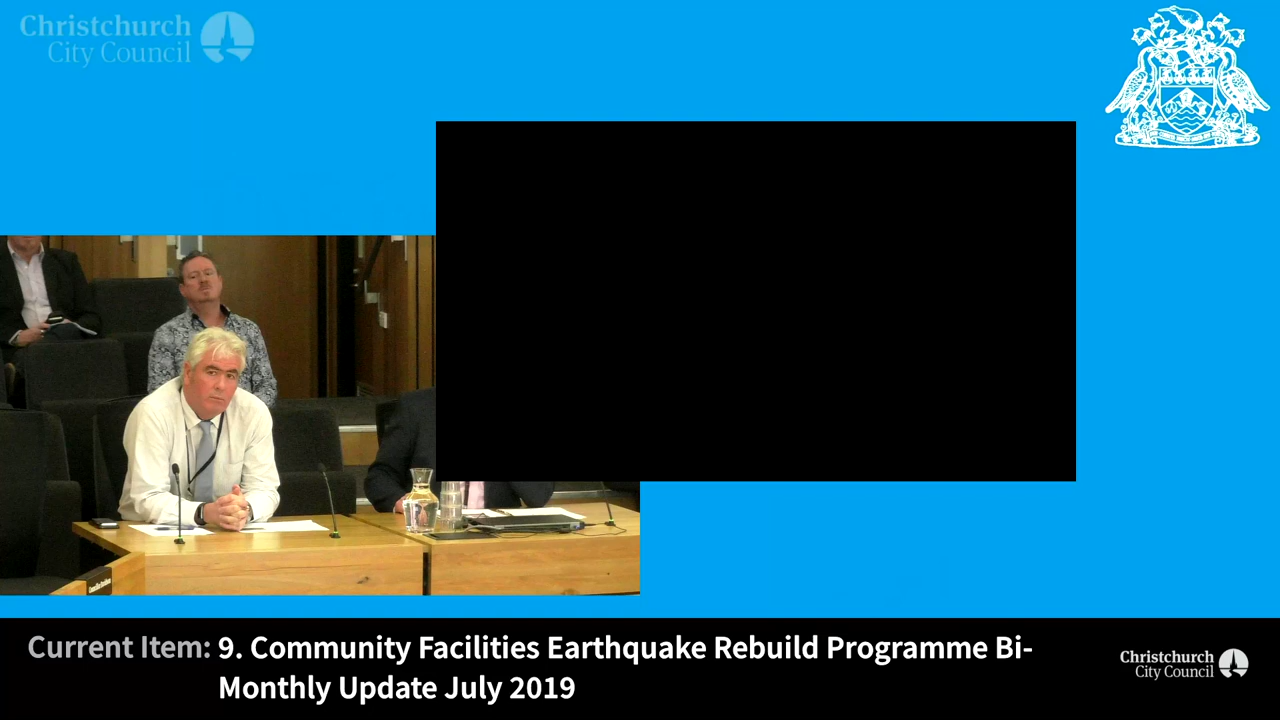 Christchurch
City Council
Current Item: 9. Community Facilities Earthquake Rebuild Programme Bi-
Monthly Update July 2019
Christchurch
City Council